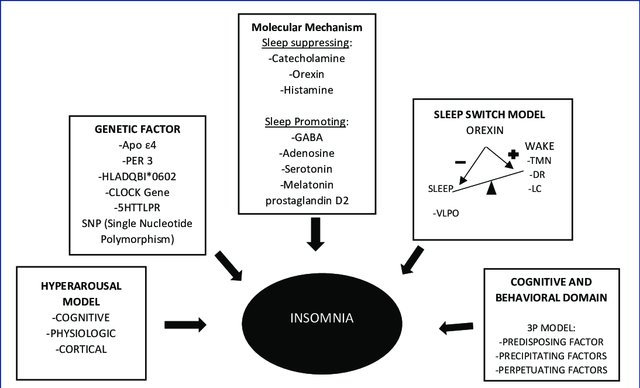 Molecular Mechanism
Sleep suppressing:
-Catecholamine
-Orexin
-Histamine
Sleep Promoting:
-GABA
-Adenosine
-Serotonin
-Melatonin
prostaglandin D2
GENETIC FACTOR
-Apo ε4
-PER 3
-HLADQBI*0602
-CLOCK Gene
-5HTTLPR
SNP (Single Nucleotide
Polymorphism)
SLEEP SWITCH MODEL
OREXIN
WAKE
-TMN
-DR
-LC
SLEEP
-VLPO
HYPERAROUSAL
MODEL
-COGNITIVE
-PHYSIOLOGIC
-CORTICAL
INSOMNIA
COGNITIVE AND
BEHAVIORAL DOMAIN
3P MODEL:
-PREDISPOSING FACTOR
-PRECIPITATING FACTORS
-PERPETUATING FACTORS